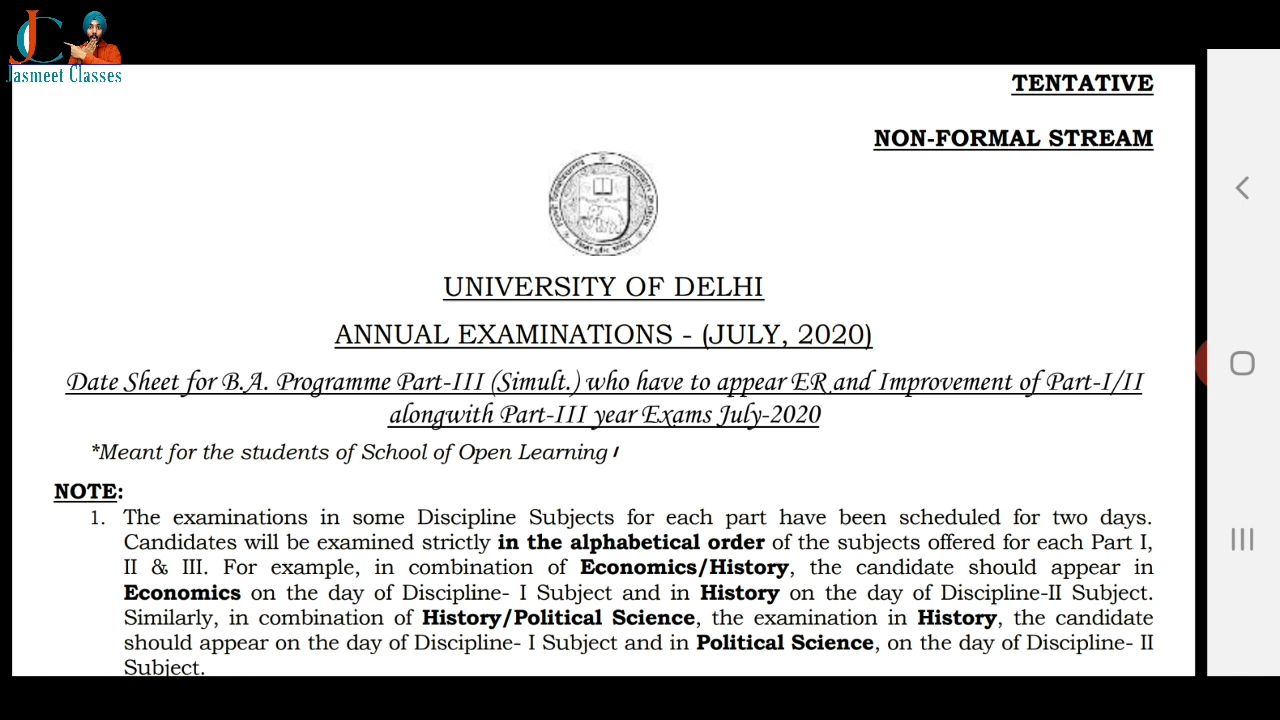 Jasmeet Classes
TENTATIVE
NON-FORMAL STREAM
UNIVERSITY OF DELHI
ANNUAL EXAMINATIONS - (JULY, 2020)
Date Sheet for B.A. Programme Part-III (Simult.) who have to appear ER and Improvement of Part-I/II
alongwith Part-III year Exams July-2020
*Meant for the students of School of Open Learning
NOTE:
1. The examinations in some Discipline Subjects for each part have been scheduled for two days.
Candidates will be examined strictly in the alphabetical order of the subjects offered for each Part I,
II & III. For example, in combination of Economics/History, the candidate should appear in
Economics on the day of Discipline- I Subject and in History on the day of Discipline-II Subject.
Similarly, in combination of History/Political Science, the examination in History, the candidate
should appear on the day of Discipline- I Subject and in Political Science, on the day of Discipline- II
Subject.